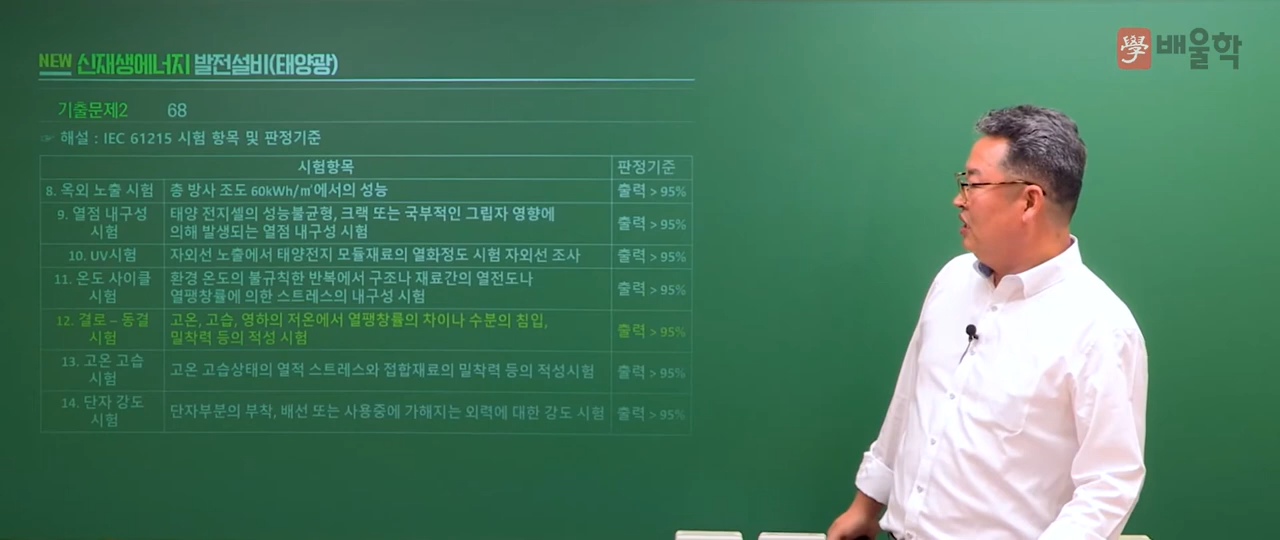 學 배울학
NEW 신재생에너지 발전설비(태양광)
기출문제2 68
☞ 해설 : IEC 61215 시험 항목 및 판정기준
시험항목 판정기준
8. 옥외 노출 시험 층 방사 조도 60kWh/㎡에서의 성능 출력 > 95%
9. 열점 내구성
시험
태양 전지셀의 성능불균형, 크랙 또는 국부적인 그립자 영향에
의해 발생되는 열점 내구성 시험
출력 > 95%
10. UV시험 자외선 노출에서 태양전지 모듈재료의 열화정도 시험 자외선 조사 출력 > 95%
11. 온도 사이클
시험
환경 온도의 불규칙한 반복에서 구조나 재료간의 열전도나
열팽창률에 의한 스트레스의 내구성 시험
출력 > 95%
12. 결로 – 동결
시험
고온, 고습, 영하의 저온에서 열팽창률의 차이나 수분의 침입,
밀착력 등의 적성 시험
출력 > 95%
13. 고온 고습
시험
고온 고습상태의 열적 스트레스와 접합재료의 밀착력 등의 적성시험
출력 > 95%
14. 단자 강도
시험
단자부분의 부착, 배선 또는 사용중에 가해지는 외력에 대한 강도 시험
출력 > 95%